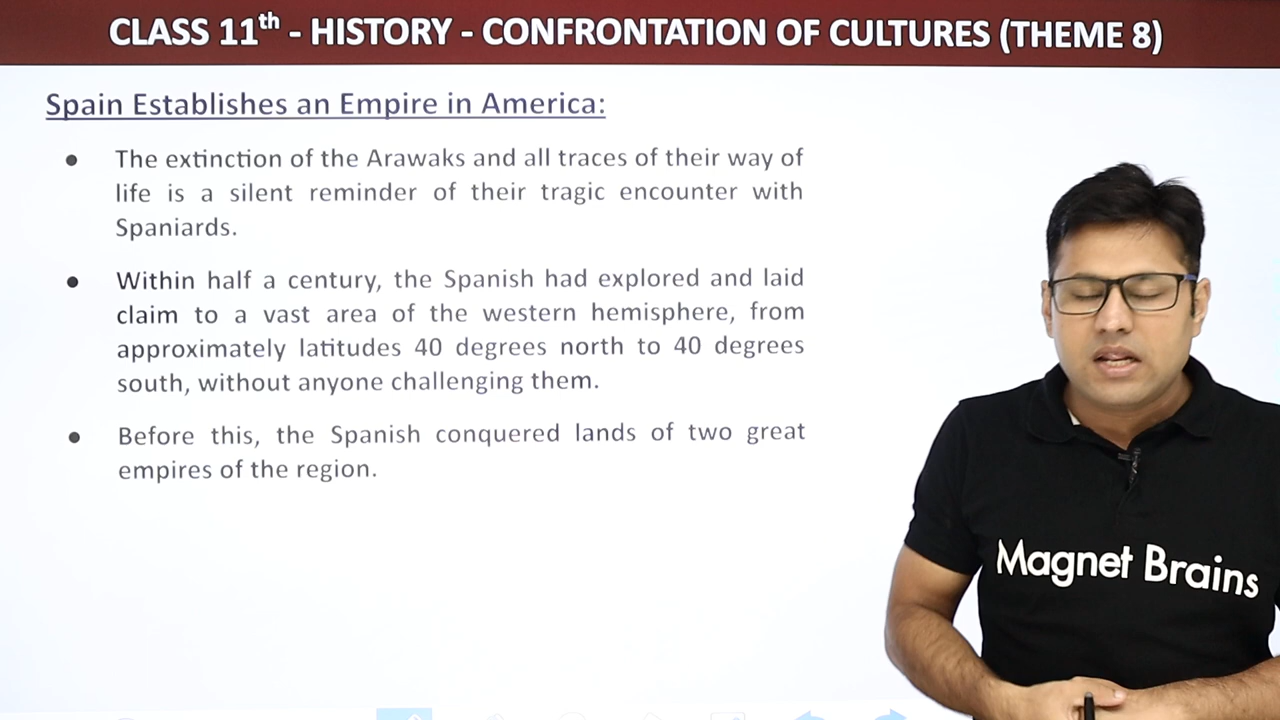 CLASS 11th - HISTORY - CONFRONTATION OF CULTURES (THEME 8)
Spain Establishes an Empire in America:
● The extinction of the Arawaks and all traces of their way of
life is a silent reminder of their tragic encounter with
Spaniards.
● Within half a century, the Spanish had explored and laid
claim to a vast area of the western hemisphere, from
approximately latitudes 40 degrees north to 40 degrees
south, without anyone challenging them.
● Before this, the Spanish conquered lands of two great
empires of the region.
Magnet Brains